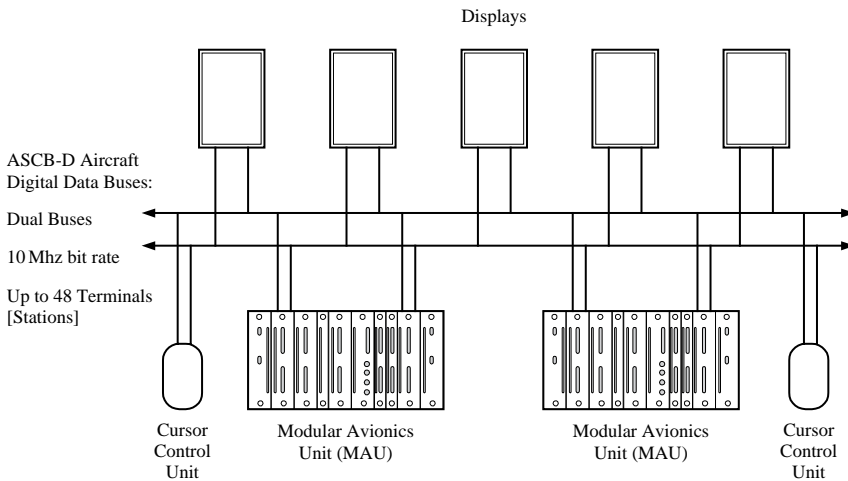 Displays
ASCB-D Aircraft
Digital Data Buses:
Dual Buses
10 Mhz bit rate
Up to 48 Terminals
[Stations]
Cursor
Control
Unit
Modular Avionics
Unit (MAU)
Modular Avionics
Unit (MAU)
Cursor
Control
Unit